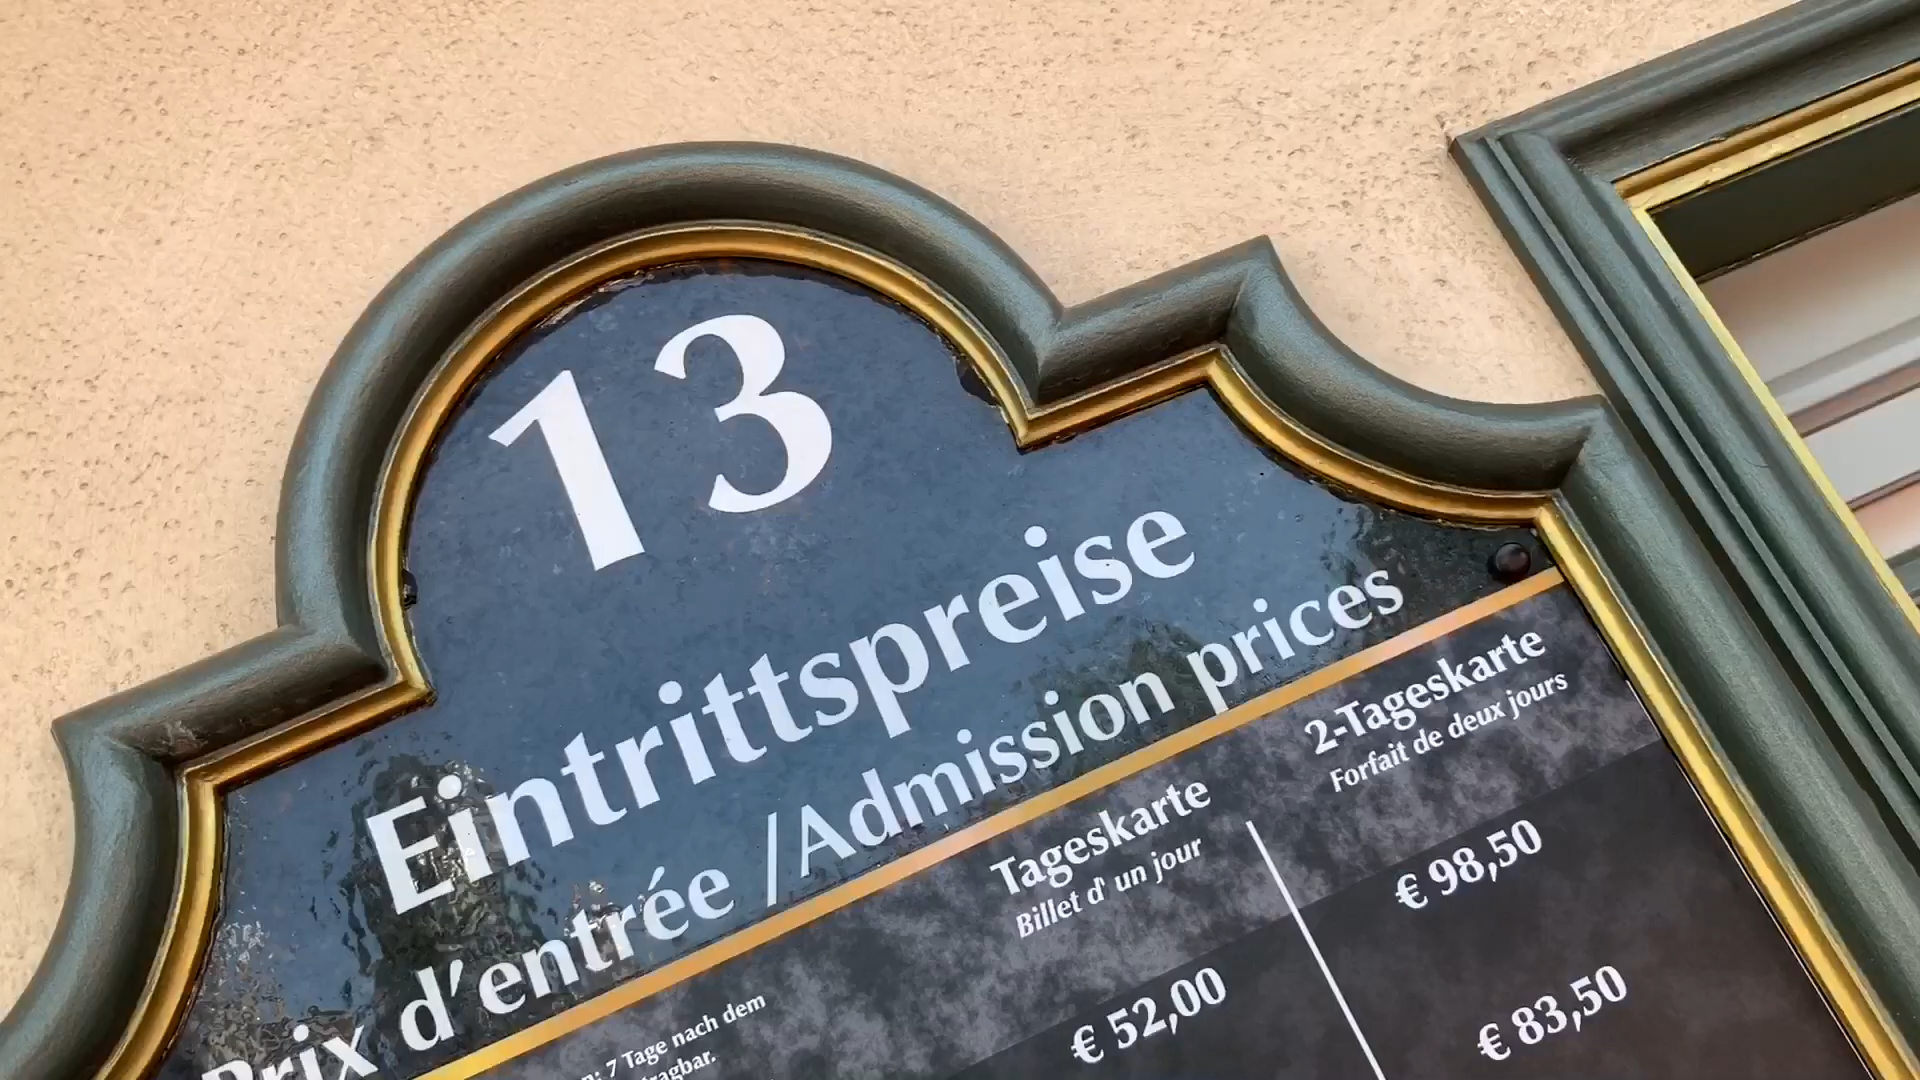 13
Eintrittspreise
Prix d'entrée /Admission prices
7 Tage nach dem
Tageskarte
Billet d' un jour
2-Tageskarte
Forfait de deux jours
€ 52,00
€ 98,50
€ 83,50